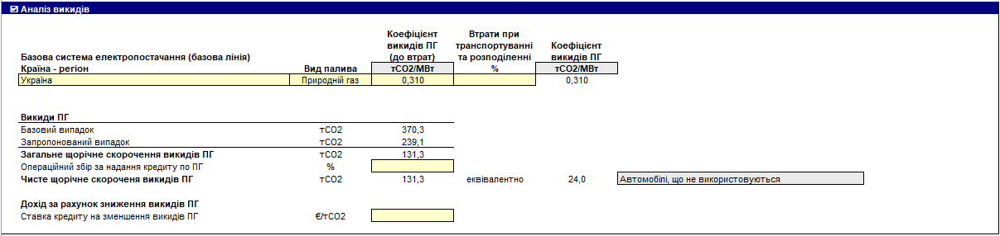 Аналіз викидів
Коефіцієнт Втрати при
викидів ПГ транспортуванні Коефіцієнт
Базова система електропостачання (базова лінія) (до втрат) та розподіленні викидів ПГ
Країна - регіон Вид палива тCO2/МВт % тCO2/МВт
Україна Природній газ 0,310 0,310
Викиди ПГ
Базовий випадок тCO2 370,3
Запропонований випадок тCO2 239,1
Загальне щорічне скорочення викидів ПГ тCO2 131,3
Операційний збір за надання кредиту по ПГ %
Чисте щорічне скорочення викидів ПГ тCO2 131,3 еквівалентно 24,0 Автомобілі, що не використовуються
Дохід за рахунок зниження викидів ПГ
Ставка кредиту на зменшення викидів ПГ €/тCO2